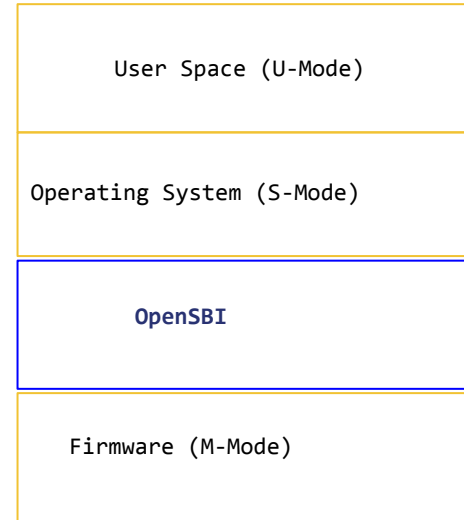 User Space (U-Mode)
Operating System (S-Mode)
OpenSBI
Firmware (M-Mode)